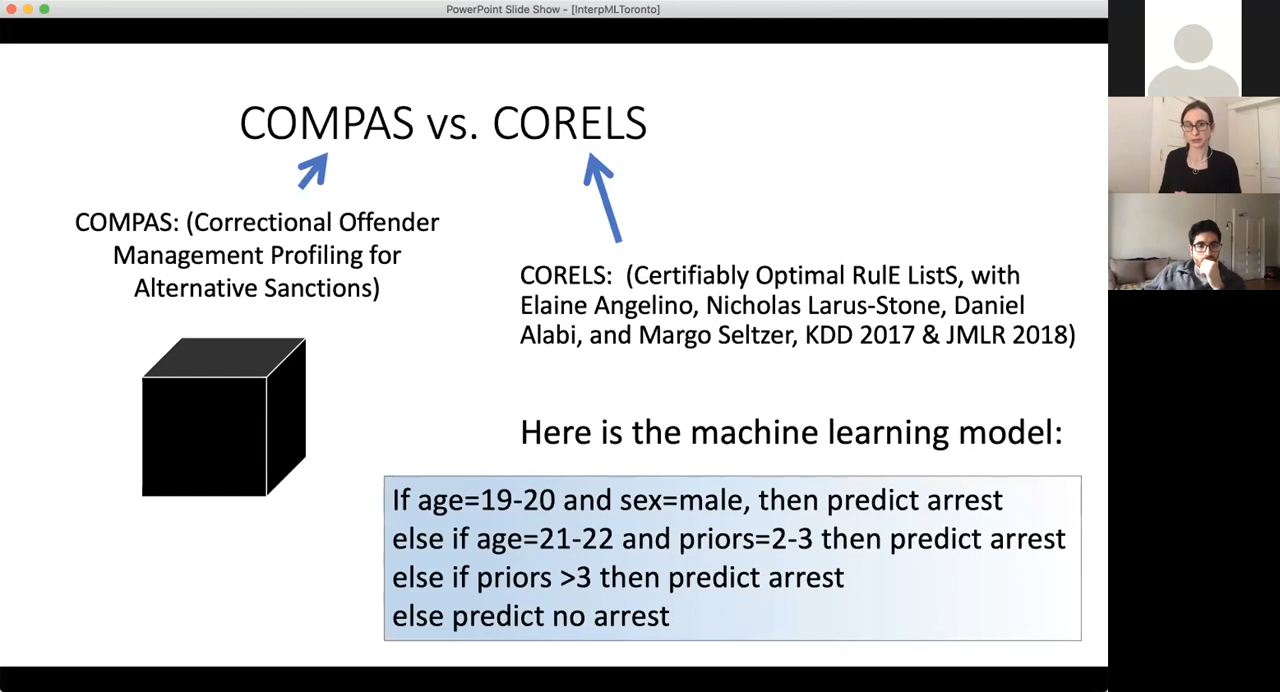 PowerPoint Slide Show - [InterpMLToronto]
COMPAS vs. CORELS
COMPAS: (Correctional Offender
Management Profiling for
Alternative Sanctions)
CORELS:  (Certifiably Optimal RulE ListS, with
Elaine Angelino, Nicholas Larus-Stone, Daniel
Alabi, and Margo Seltzer, KDD 2017 & JMLR 2018)
Here is the machine learning model:
If age=19-20 and sex=male, then predict arrest
else if age=21-22 and priors=2-3 then predict arrest
else if priors >3 then predict arrest
else predict no arrest